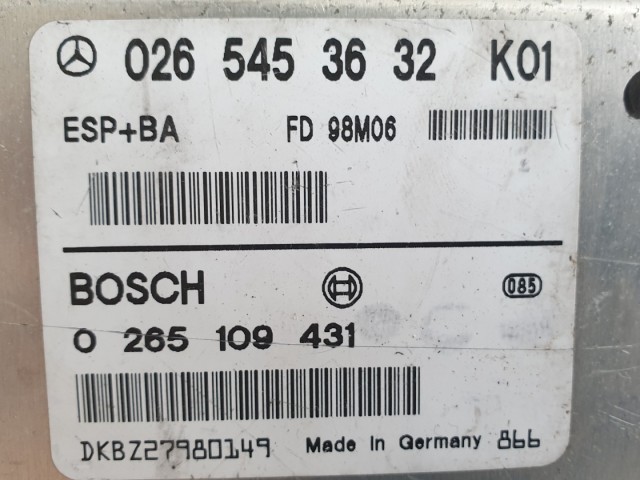 026 545 36 32 K01
ESP+BA FD 98M06
BOSCH 085
0 265 109 431
DKBZ27980149 Made In Germany 866